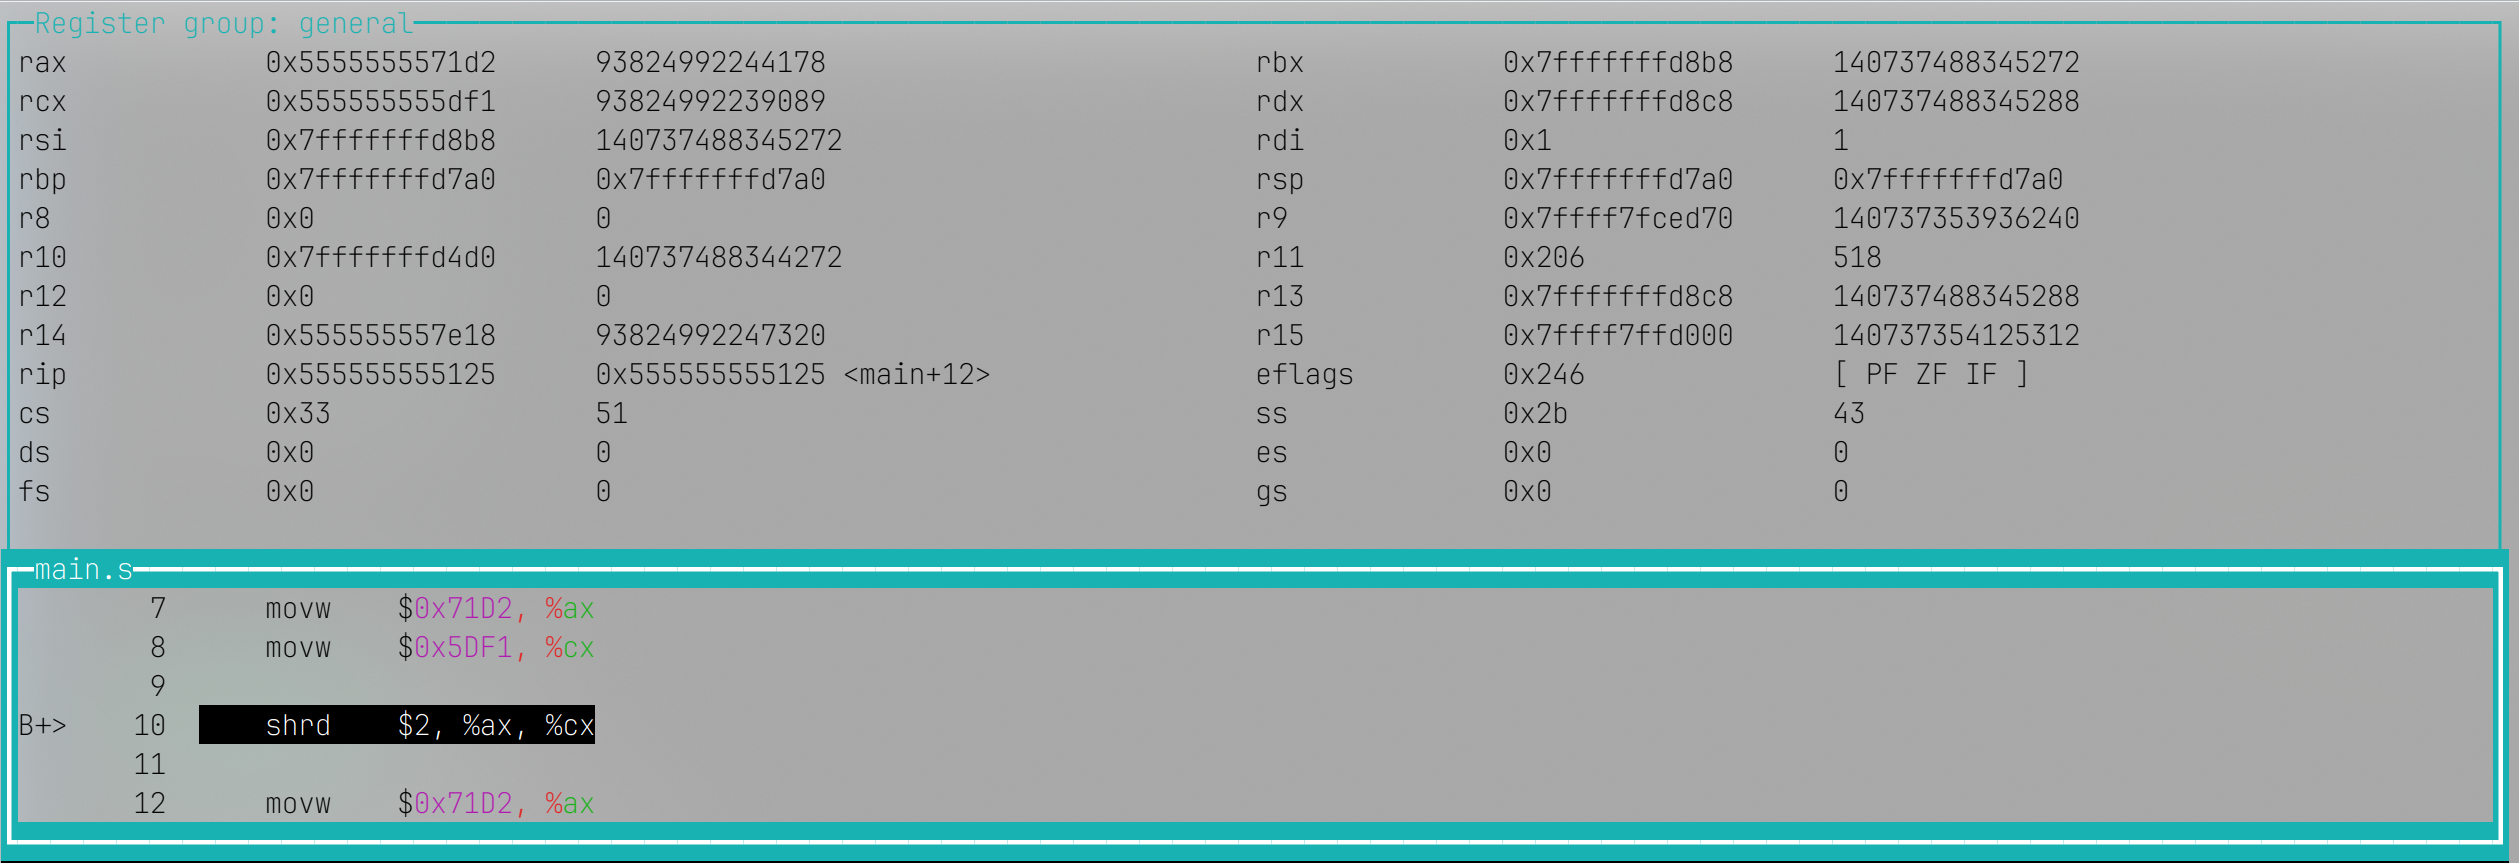 Register group: general
rax 0x5555555571d2 93824992244178 rbx 0x7fffffffd8b8 140737488345272
rcx 0x555555555df1 93824992239089 rdx 0x7fffffffd8c8 140737488345288
rsi 0x7fffffffd8b8 140737488345272 rdi 0x1 1
rbp 0x7fffffffd7a0 0x7fffffffd7a0 rsp 0x7fffffffd7a0 0x7fffffffd7a0
r8 0x0 0 r9 0x7ffff7fced70 140737353936240
r10 0x7fffffffd4d0 140737488344272 r11 0x206 518
r12 0x0 0 r13 0x7fffffffd8c8 140737488345288
r14 0x555555557e18 93824992247320 r15 0x7ffff7ffd000 140737354125312
rip 0x555555555125 0x555555555125 <main+12> eflags 0x246 [ PF ZF IF ]
cs 0x33 51 ss 0x2b 43
ds 0x0 0 es 0x0 0
fs 0x0 0 gs 0x0 0
main.s
7 movw $0x71D2, %ax
8 movw $0x5DF1, %cx
9
B+> 10 shrd $2, %ax, %cx
11
12 movw $0x71D2, %ax